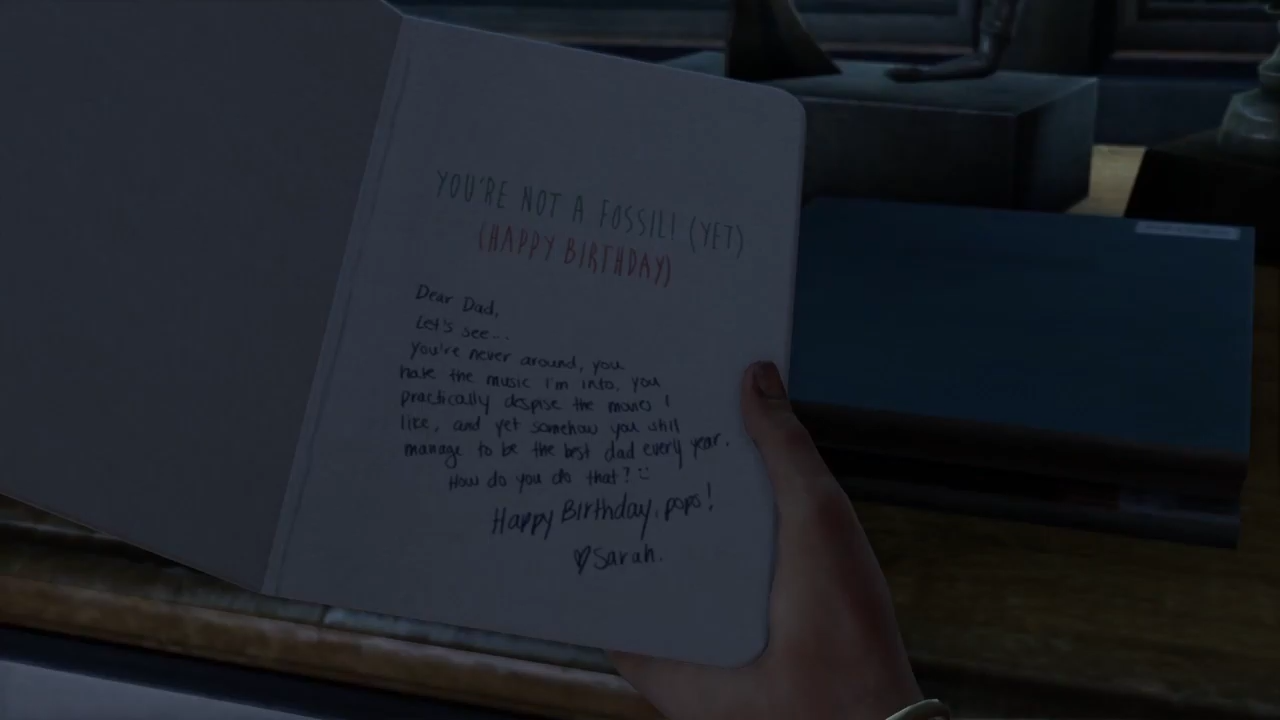 YOU'RE NOT A FOSSIL! (YET)
(HAPPY BIRTHDAY)
Dear Dad,
Let's see...
You're never around, you
hate the music I'm into, you
practically despise the movies I
like, and yet somehow you still
manage to be the best dad every year.
How do you do that? :)
Happy Birthday, pops!
♥ Sarah.